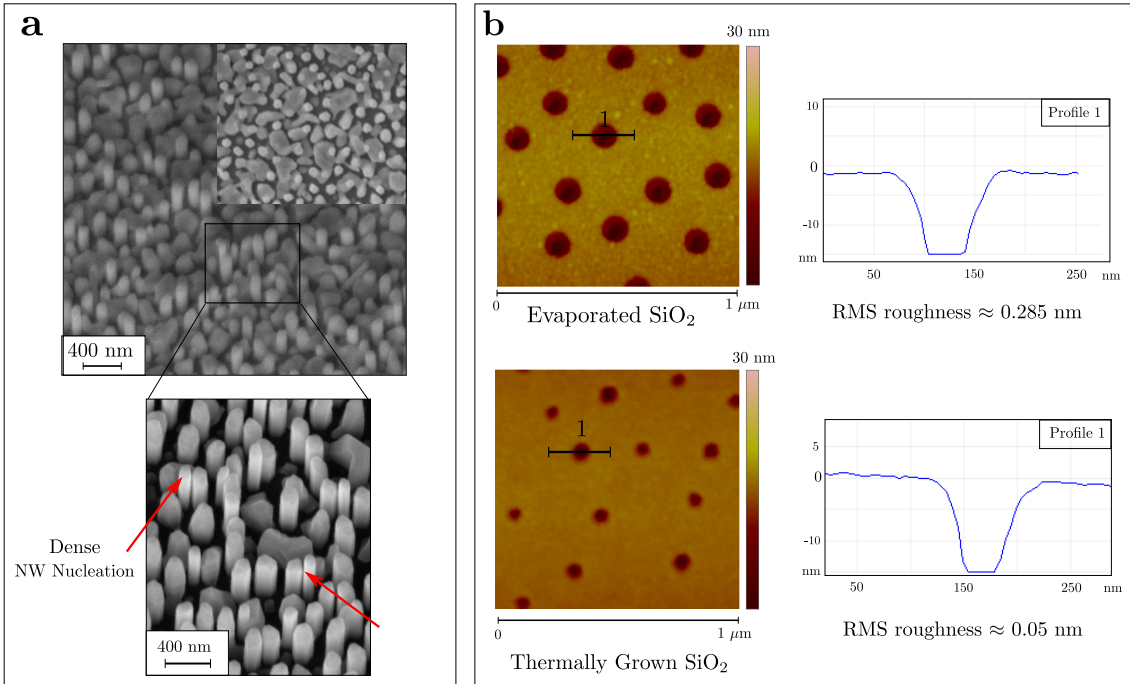 a
400 nm
Dense
NW Nucleation
400 nm
b
30 nm
1
0
1 μm
Evaporated SiO₂
10
0
-10
nm
50
150
250
nm
Profile 1
RMS roughness ≈ 0.285 nm
30 nm
1
0
1 μm
Thermally Grown SiO₂
5
0
-10
nm
50
150
250
nm
Profile 1
RMS roughness ≈ 0.05 nm